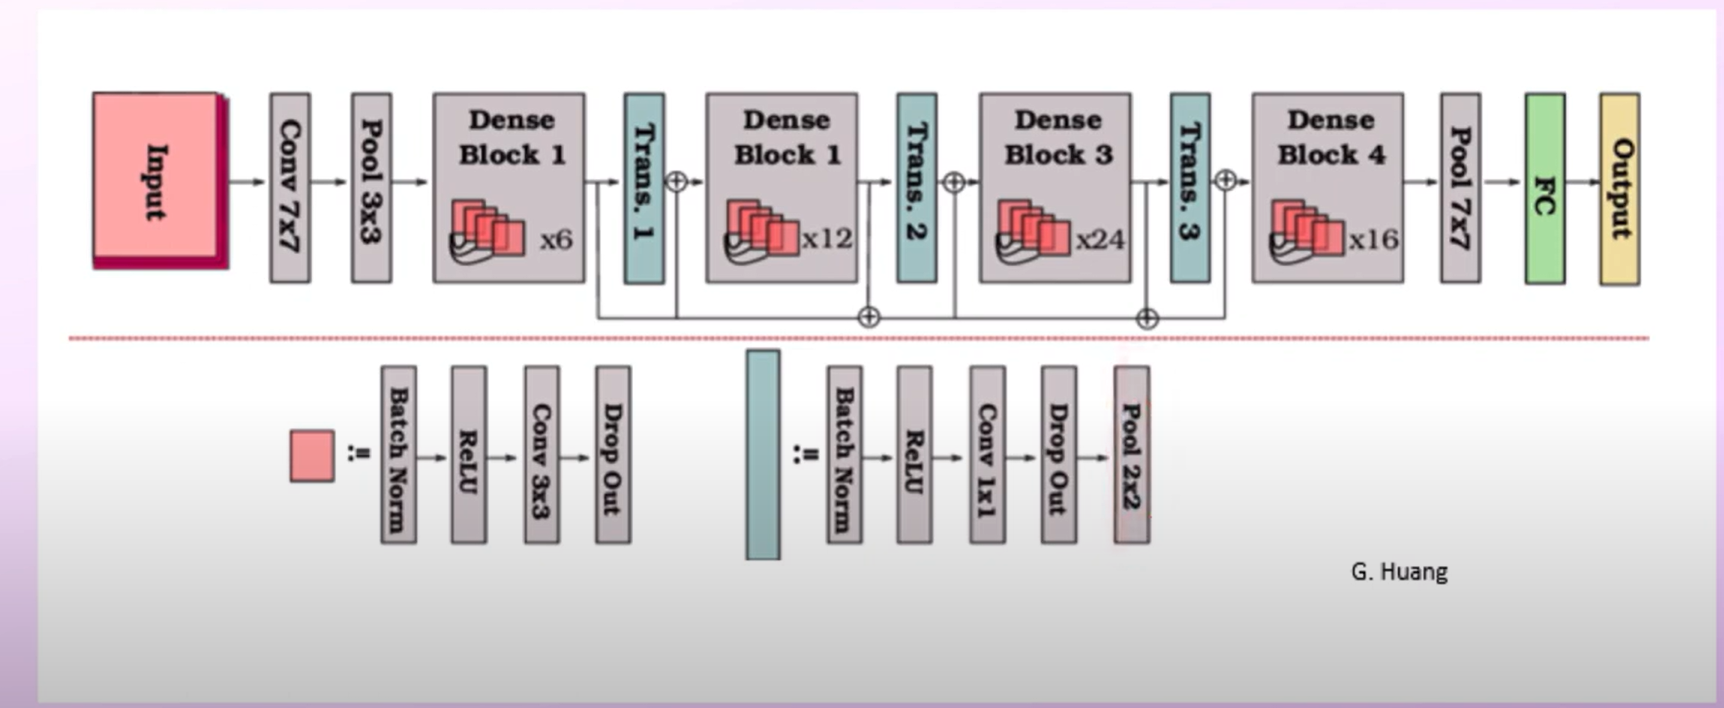 Input
Conv 7x7
Pool 3x3
Dense
Block 1
x6
Trans. 1
Dense
Block 1
x12
Trans. 2
Dense
Block 3
x24
Trans. 3
Dense
Block 4
x16
Pool 7x7
FC
Output
::=
Batch Norm
ReLU
Conv 3x3
Drop Out
::=
Batch Norm
ReLU
Conv 1x1
Drop Out
Pool 2x2
G. Huang